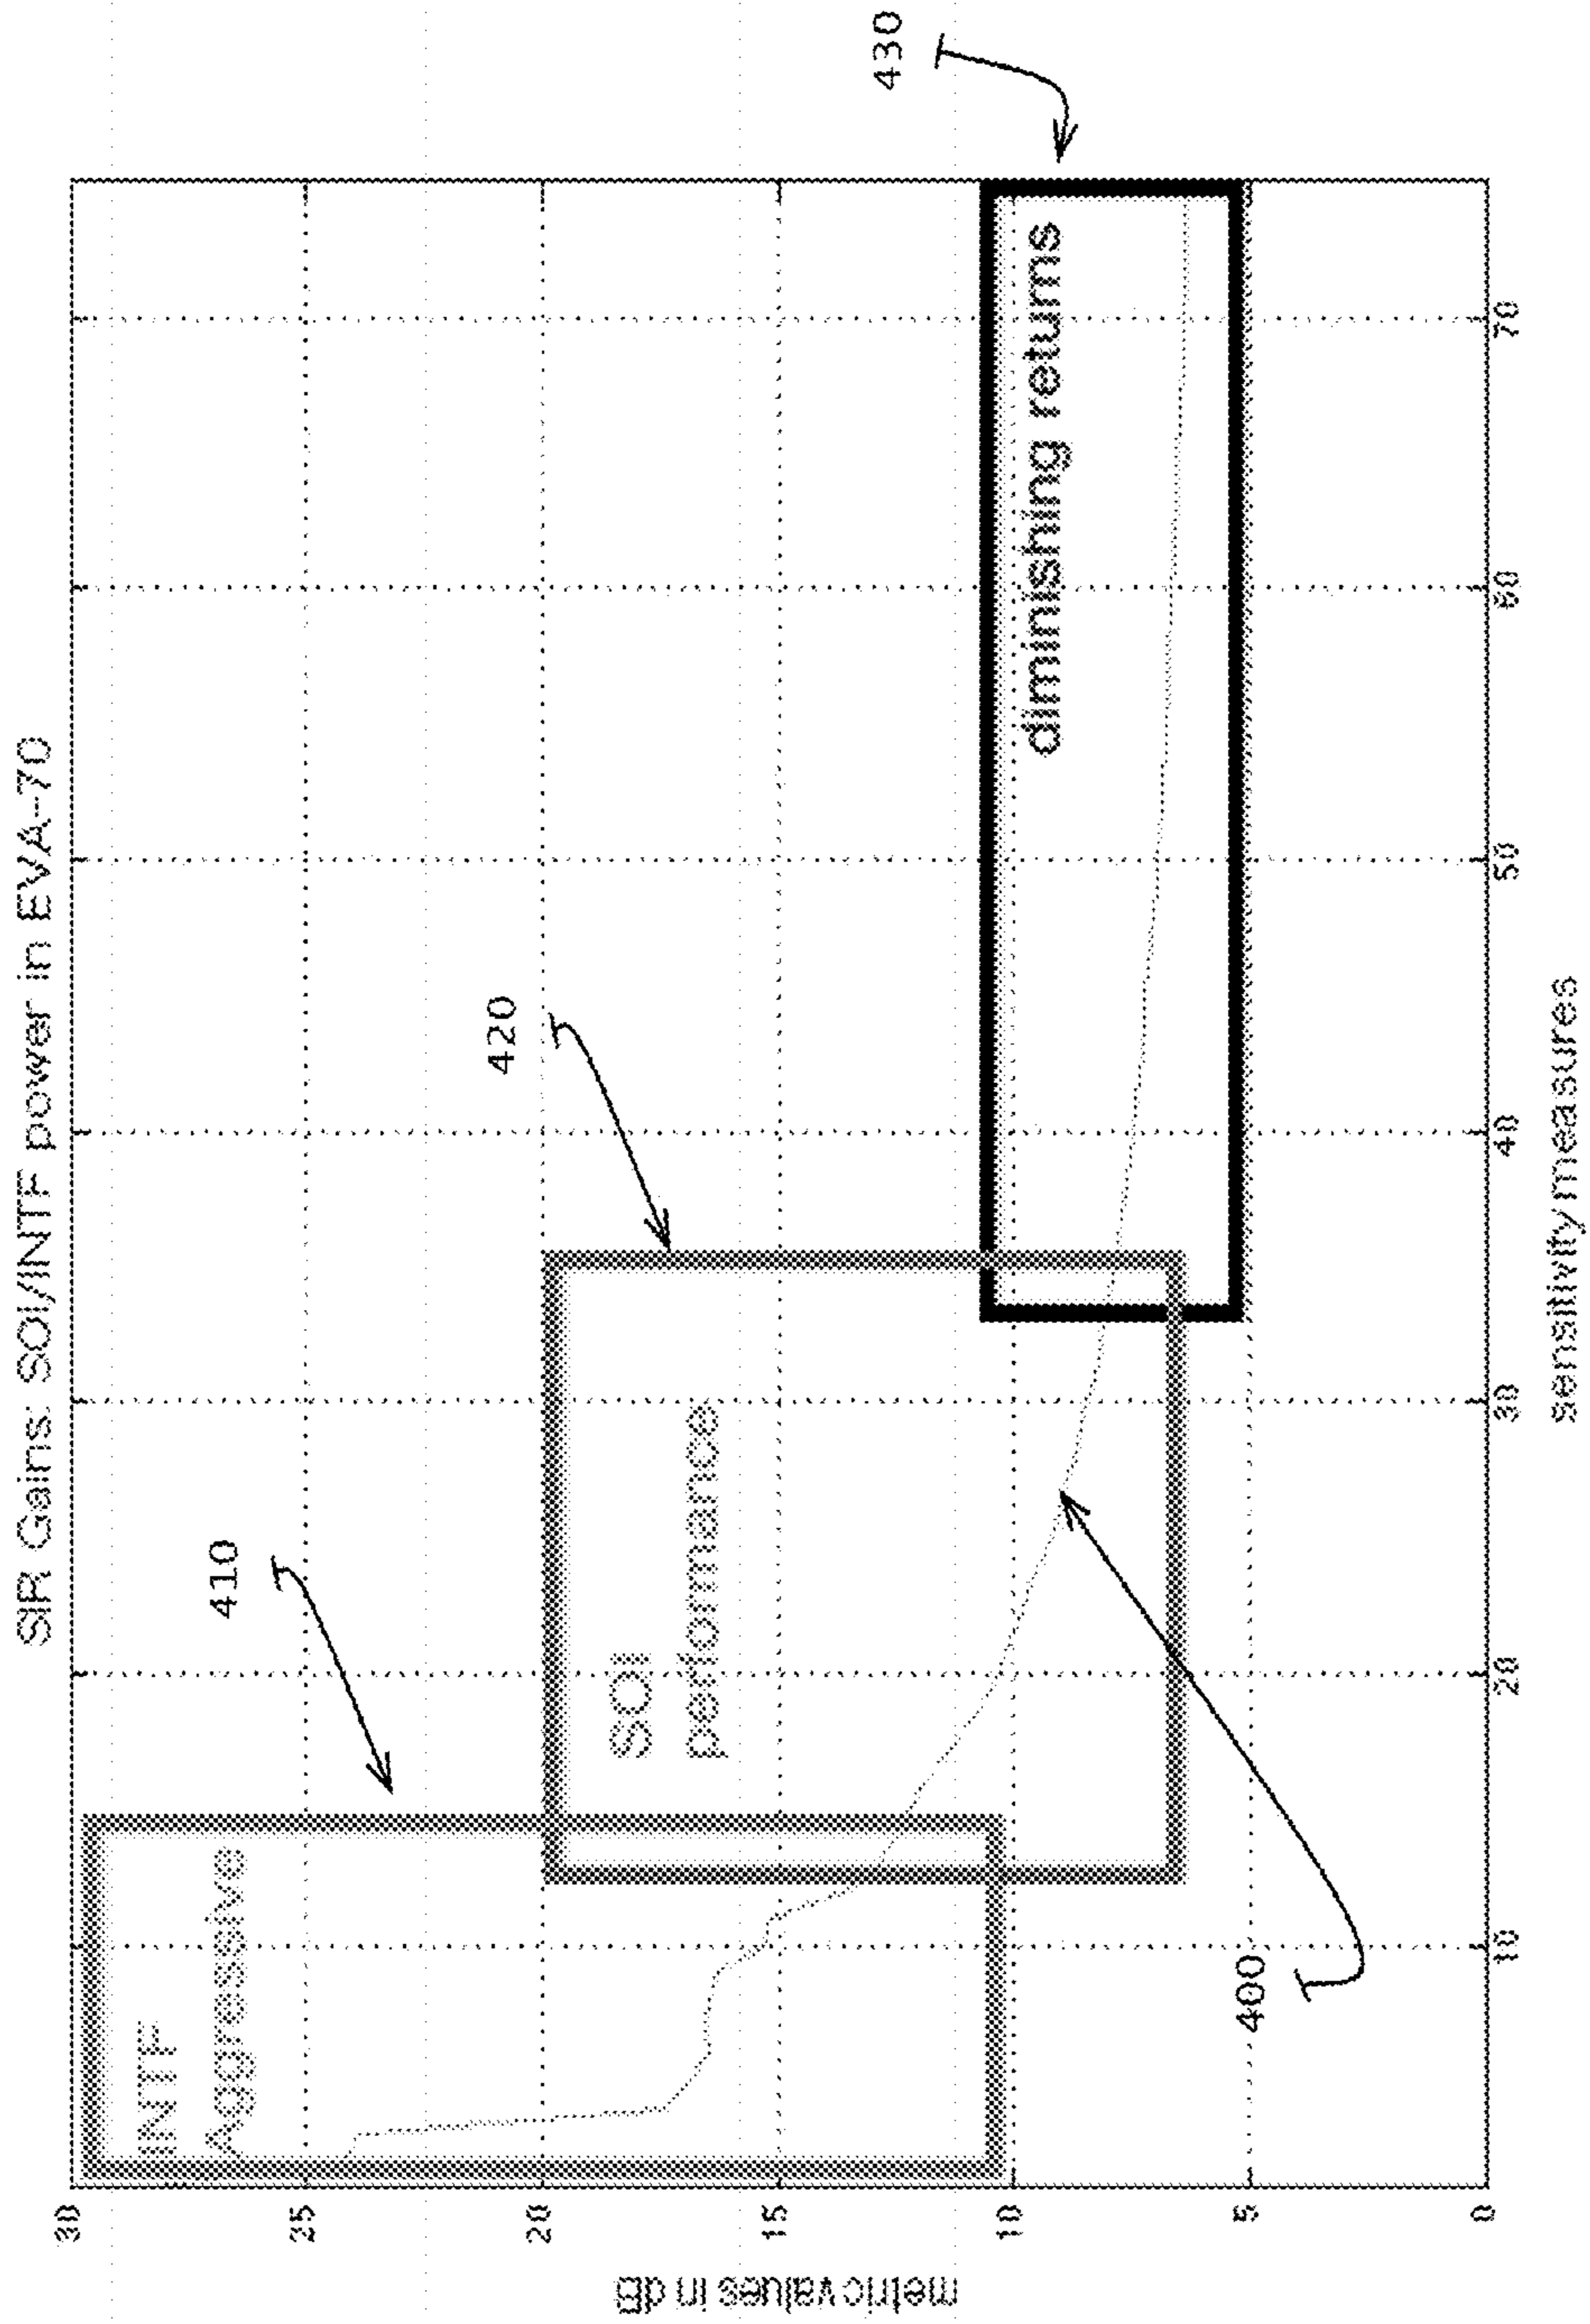 SIR Gains: SOI/INTF power in EVA-70
metric values in dB
30
25
20
15
10
5
0
INTF
Aggressive
410
SOI
performance
420
diminishing returns
430
400
10
20
30
40
50
60
70
sensitivity measures